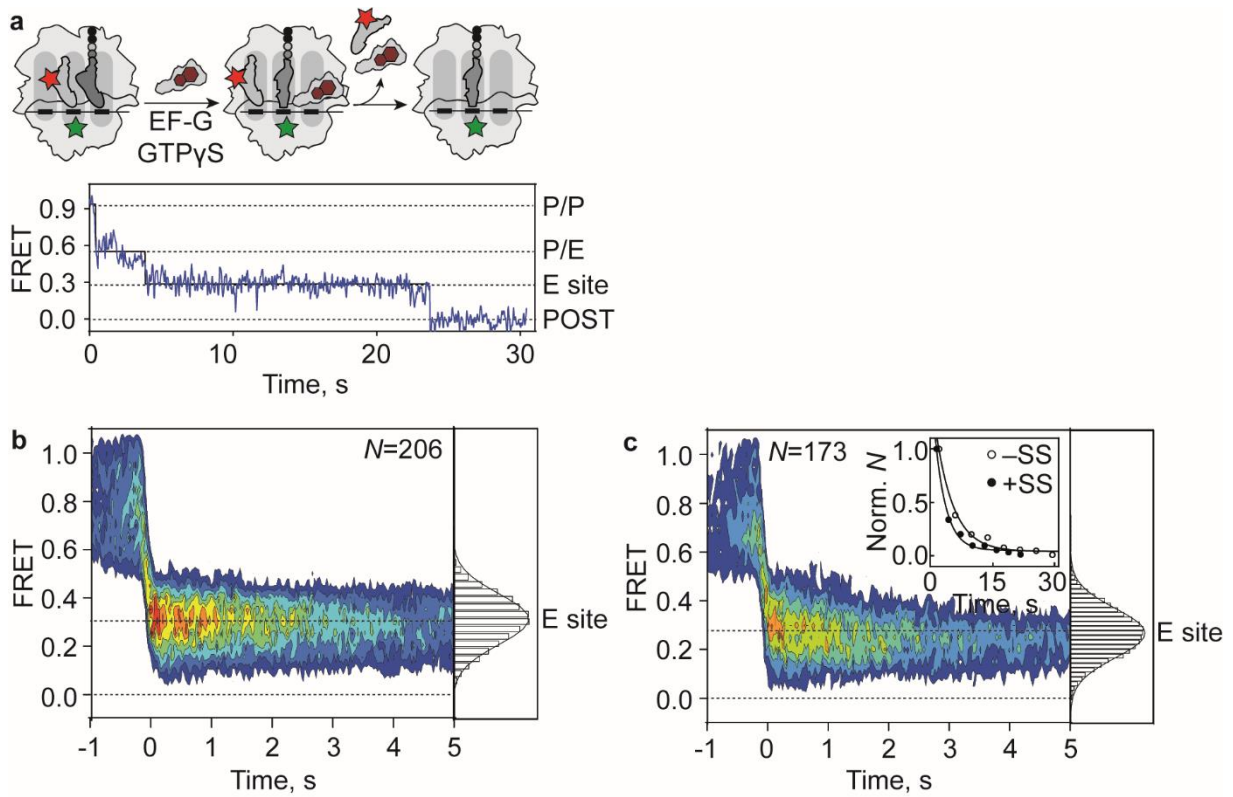 a
EF-G
GTPγS
FRET
0.9
0.6
0.3
0.0
P/P
P/E
E site
POST
0 10 20 30
Time, s
b
N=206
FRET
1.0
0.8
0.6
0.4
0.2
0.0
E site
-1 0 1 2 3 4 5
Time, s
c
N=173
FRET
1.0
0.8
0.6
0.4
0.2
0.0
Norm. N
1.0
0.5
0.0
–SS
+SS
0 15 30
Time, s
E site
-1 0 1 2 3 4 5
Time, s